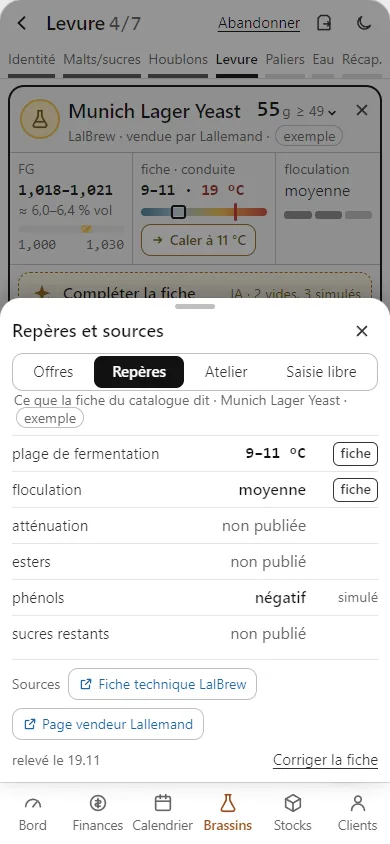 Levure 4/7 Abandonner
Identité Malts/sucres Houblons Levure Paliers Eau Récap.
Munich Lager Yeast 55 g ≥ 49
LalBrew · vendue par Lallemand · exemple
FG fiche · conduite floculation
1,018–1,021 9–11 · 19 ºC moyenne
≈ 6,0–6,4 % vol
1,000 1,030 → Caler à 11 °C
Compléter la fiche IA · 2 vides, 3 simulés
Repères et sources
Offres Repères Atelier Saisie libre
Ce que la fiche du catalogue dit · Munich Lager Yeast ·
exemple
plage de fermentation 9–11 ºC fiche
floculation moyenne fiche
atténuation non publiée
esters non publié
phénols négatif simulé
sucres restants non publié
Sources Fiche technique LalBrew
Page vendeur Lallemand
relevé le 19.11 Corriger la fiche
Bord Finances Calendrier Brassins Stocks Clients